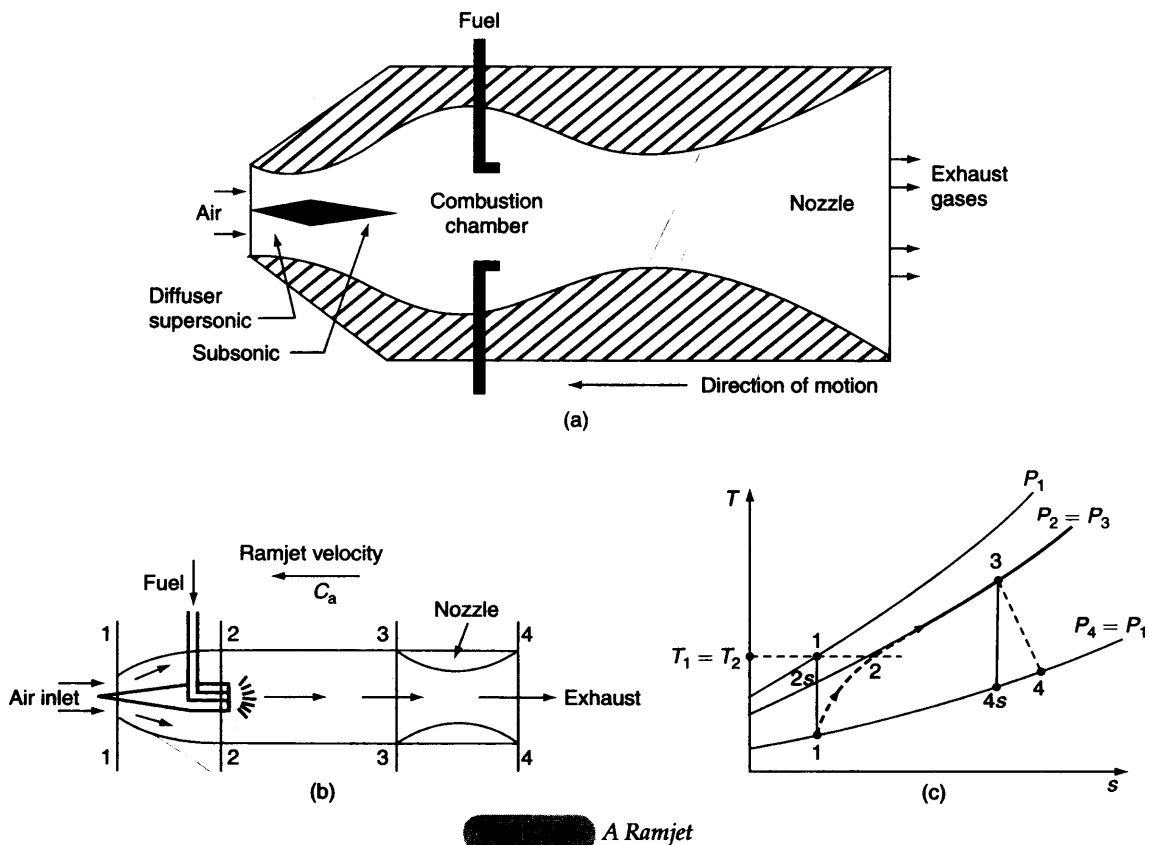 Fuel
Air
Combustion
chamber
Nozzle
Exhaust
gases
Diffuser
supersonic
Subsonic
Direction of motion
(a)
Ramjet velocity
C_a
Fuel
Nozzle
1
2
3
4
Air inlet
Exhaust
1
2
3
4
(b)
T
P_1
P_2 = P_3
3
P_4 = P_1
1
T_1 = T_2
2s
2
4s
4
1
s
(c)
A Ramjet